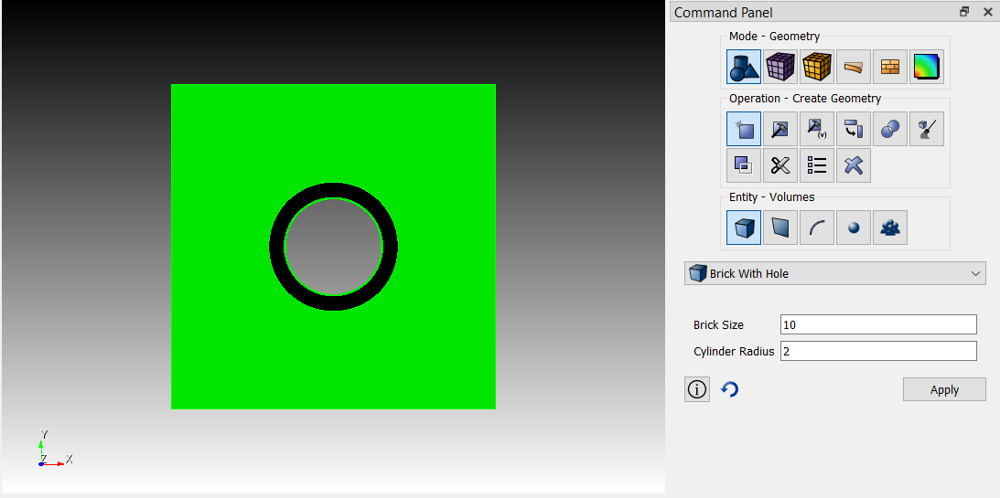 Command Panel
Mode - Geometry
Operation - Create Geometry
(v)
Entity - Volumes
Brick With Hole
Brick Size 10
Cylinder Radius 2
Apply
Y
Z X